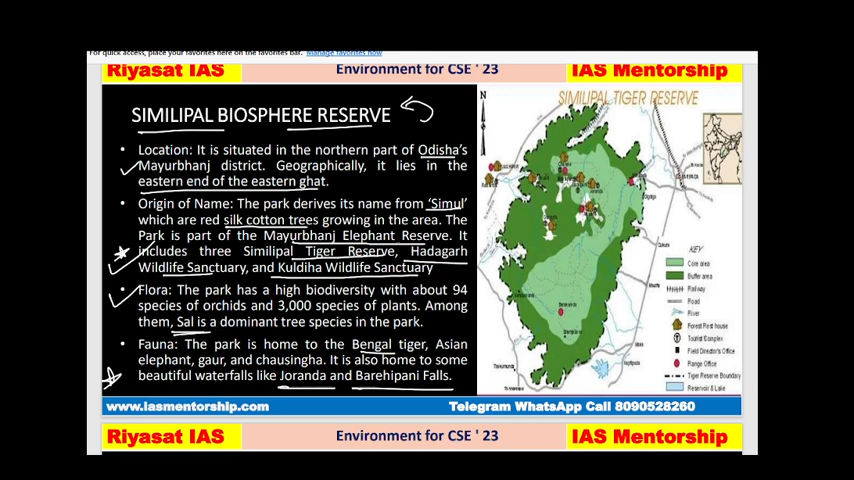 For quick access, place your favorites here on the favorites bar. Manage favorites now
Riyasat IAS Environment for CSE ' 23 IAS Mentorship
SIMILIPAL BIOSPHERE RESERVE
• Location: It is situated in the northern part of Odisha's
Mayurbhanj district. Geographically, it lies in the
eastern end of the eastern ghat.
• Origin of Name: The park derives its name from 'Simul'
which are red silk cotton trees growing in the area. The
Park is part of the Mayurbhanj Elephant Reserve. It
includes three Similipal Tiger Reserve, Hadagarh
Wildlife Sanctuary, and Kuldiha Wildlife Sanctuary
• Flora: The park has a high biodiversity with about 94
species of orchids and 3,000 species of plants. Among
them, Sal is a dominant tree species in the park.
• Fauna: The park is home to the Bengal tiger, Asian
elephant, gaur, and chausingha. It is also home to some
beautiful waterfalls like Joranda and Barehipani Falls.
SIMILIPAL TIGER RESERVE
N
S
KEY
Core area
Buffer area
Railway
Road
River
Forest Rest house
Tourist Complex
Field Director's Office
Range Office
Tiger Reserve Boundary
Reservoir & Lake
www.iasmentorship.com Telegram WhatsApp Call 8090528260
Riyasat IAS Environment for CSE ' 23 IAS Mentorship